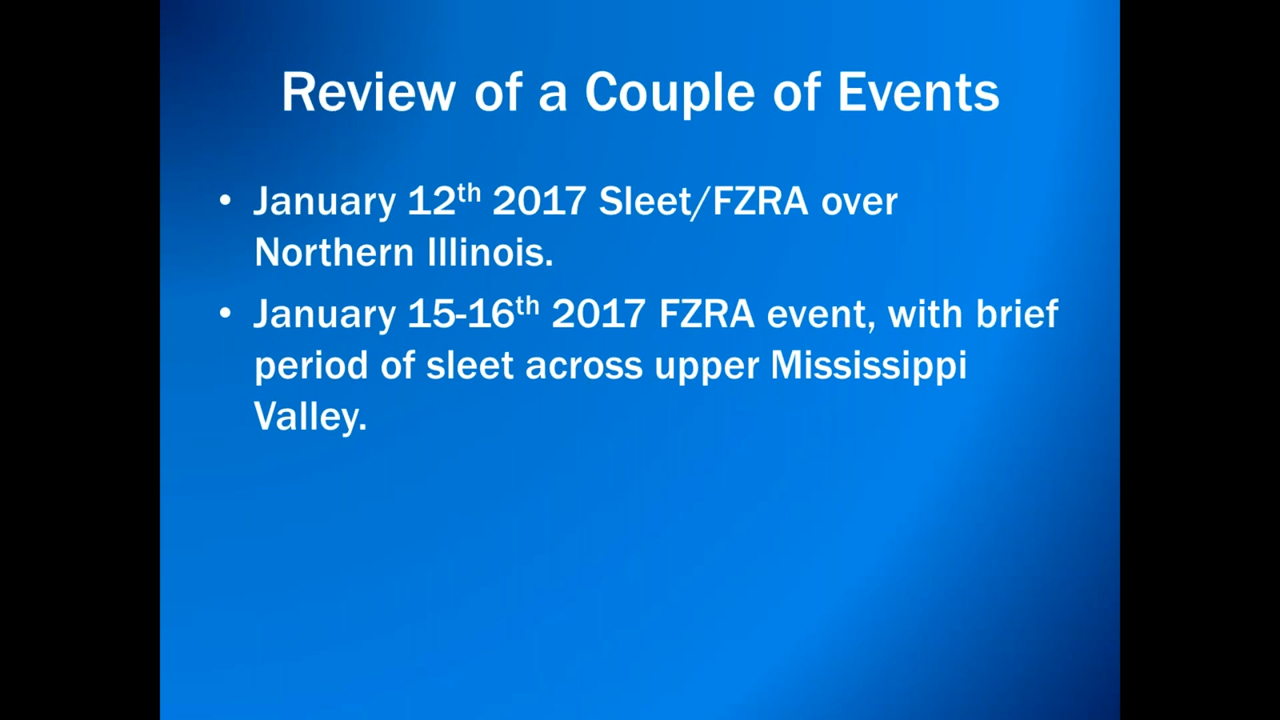 Review of a Couple of Events
• January 12th 2017 Sleet/FZRA over
Northern Illinois.
• January 15-16th 2017 FZRA event, with brief
period of sleet across upper Mississippi
Valley.